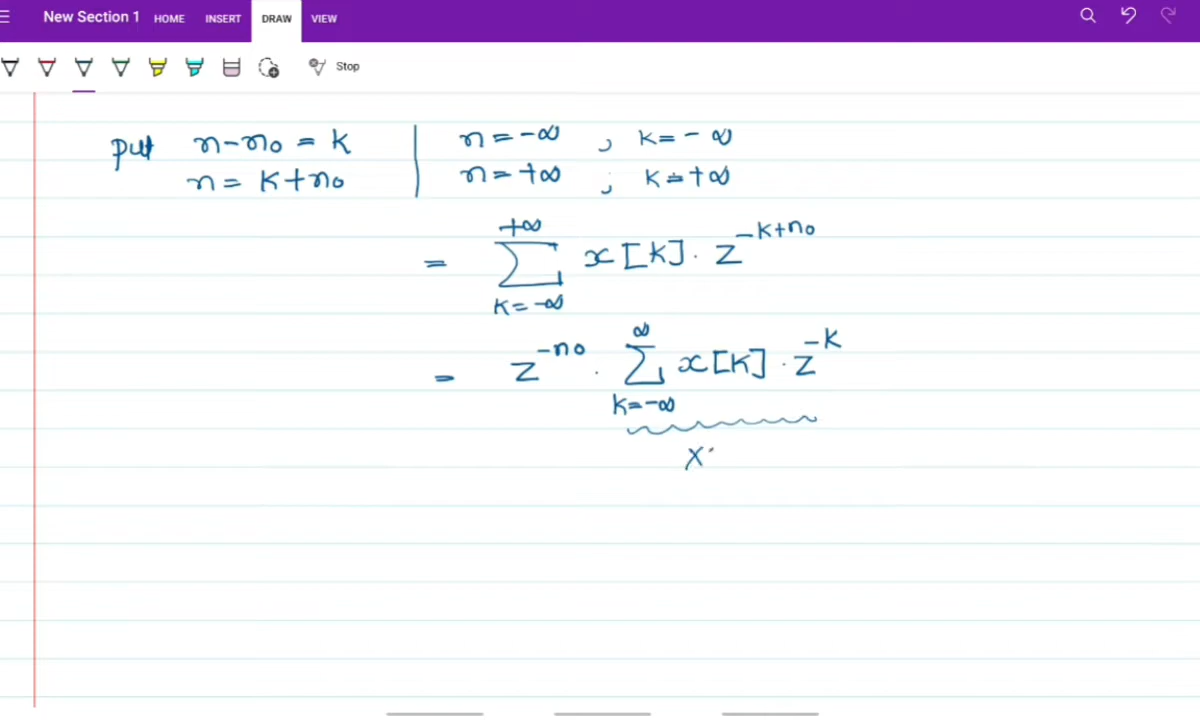 New Section 1 HOME INSERT DRAW VIEW
Stop
put n-n₀ = k | n = -∞ , k = -∞
n = k+n₀ | n = +∞ ; k = +∞
= +∞ ∑ k=-∞ x[k] · z^-k+n₀
= z^-n₀ · ∞ ∑ k=-∞ x[k] · z^-k
X